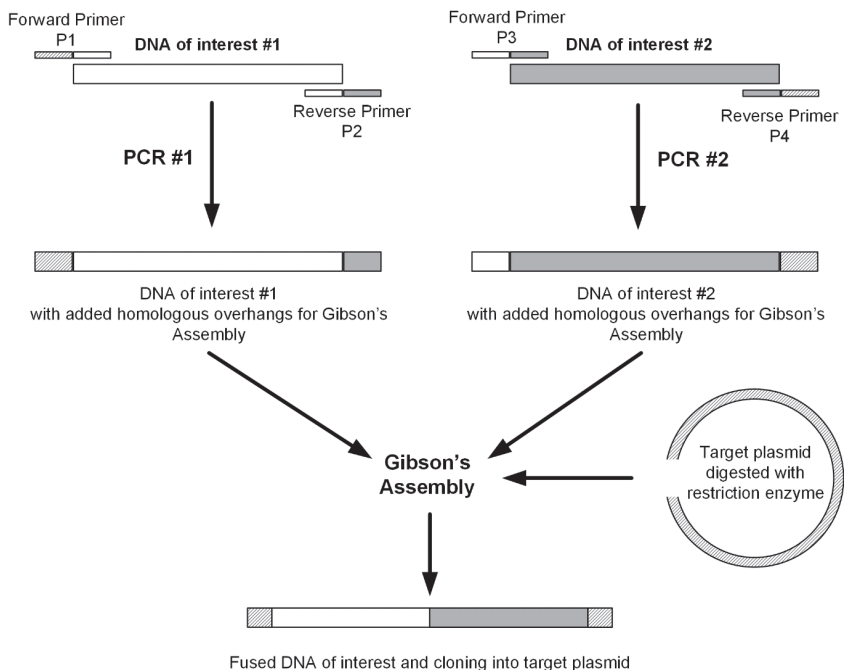 Forward Primer
P1
DNA of interest #1
Reverse Primer
P2
PCR #1
DNA of interest #1
with added homologous overhangs for Gibson's
Assembly
Forward Primer
P3
DNA of interest #2
Reverse Primer
P4
PCR #2
DNA of interest #2
with added homologous overhangs for Gibson's
Assembly
Gibson's
Assembly
Target plasmid
digested with
restriction enzyme
Fused DNA of interest and cloning into target plasmid